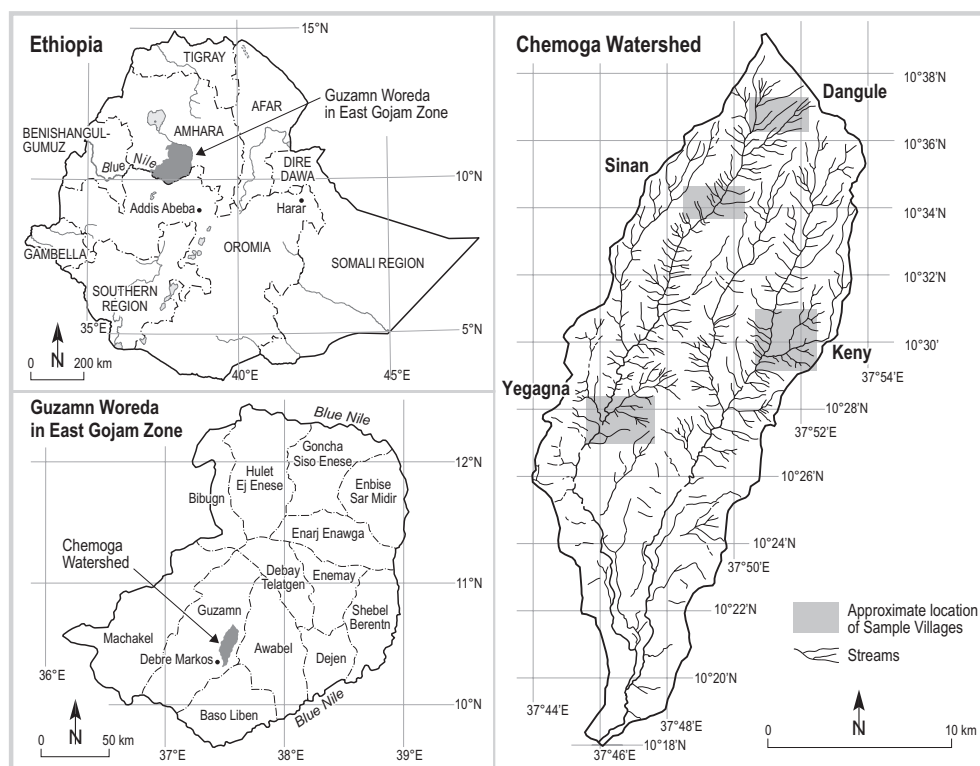 Ethiopia
15°N
TIGRAY
AFAR
Guzamn Woreda
in East Gojam Zone
BENISHANGUL-
GUMUZ
AMHARA
Blue Nile
DIRE
DAWA
10°N
Addis Abeba
Harar
OROMIA
GAMBELLA
SOMALI REGION
SOUTHERN
REGION
35°E
5°N
N
0 200 km
40°E
45°E
Guzamn Woreda
in East Gojam Zone
Blue Nile
Goncha
Siso Enese
12°N
Hulet
Ej Enese
Bibugn
Enbise
Sar Midir
Enarj Enawga
Chemoga
Watershed
Debay
Telatgen
Enemay
11°N
Guzamn
Shebel
Berentn
Machakel
Awabel
Debre Markos
Dejen
36°E
10°N
Baso Liben
Blue Nile
N
0 50 km
37°E
38°E
39°E
Chemoga Watershed
10°38'N
Dangule
10°36'N
Sinan
10°34'N
10°32'N
10°30'
Keny
37°54'E
Yegagna
10°28'N
37°52'E
10°26'N
10°24'N
37°50'E
10°22'N
Approximate location
of Sample Villages
Streams
10°20'N
37°44'E
37°48'E
N
10°18'N
37°46'E
0 10 km